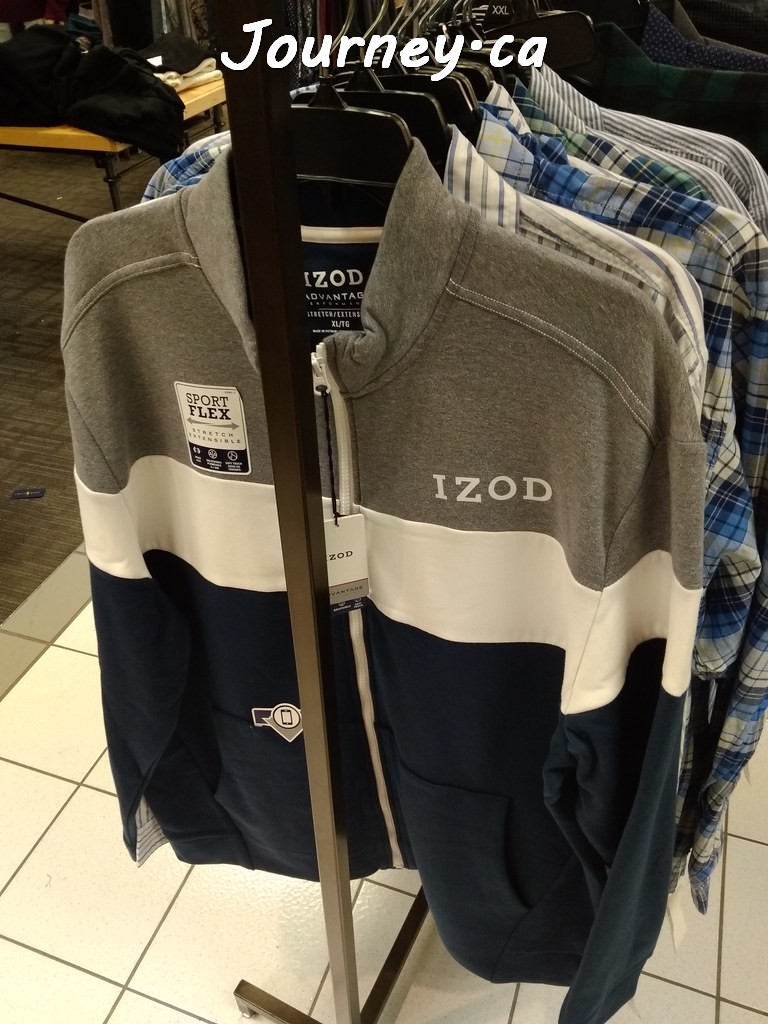 Journey.ca
XXL
IZOD
ADVANTAGE
XL/TG
SPORT
FLEX
STRETCH
EXTENSIBLE
IZOD
IZOD